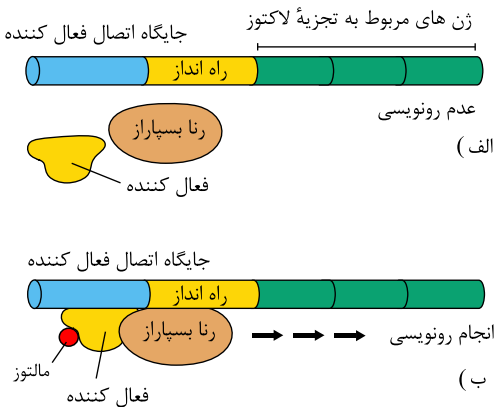 ژن های مربوط به تجزیهٔ لاکتوز
جایگاه اتصال فعال کننده
راه انداز
عدم رونویسی
رنا بسپاراز
الف )
فعال کننده
جایگاه اتصال فعال کننده
راه انداز
انجام رونویسی
رنا بسپاراز
مالتوز
ب )
فعال کننده